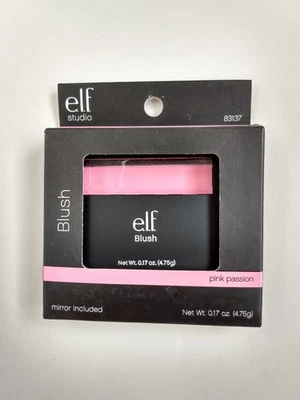 e.l.f
studio
83137
Blush
e.l.f
Blush
Net Wt. 0.17 oz. (4.75g)
pink passion
mirror included
Net Wt. 0.17 oz. (4.75g)